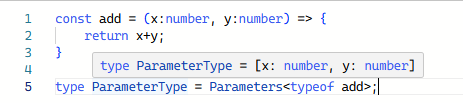 1 const add = (x:number, y:number) => {
2     return x+y;
3 }
type ParameterType = [x: number, y: number]
4
5 type ParameterType = Parameters<typeof add>;